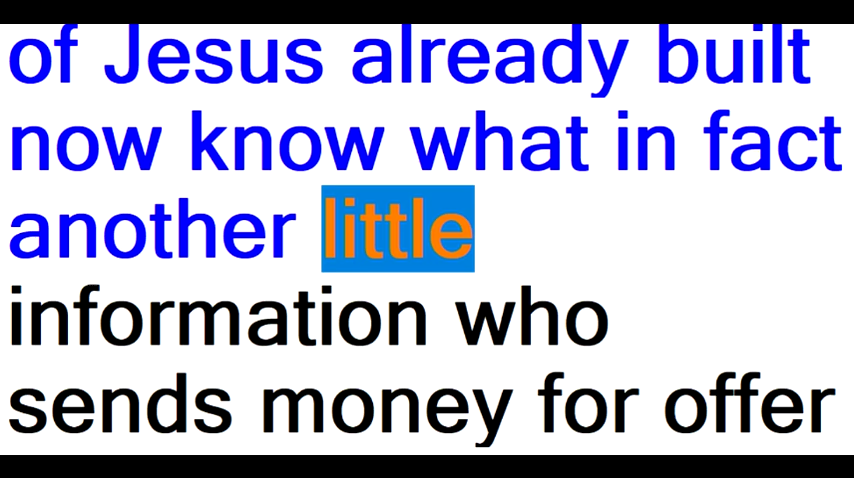 of Jesus already built
now know what in fact
another little
information who
sends money for offer